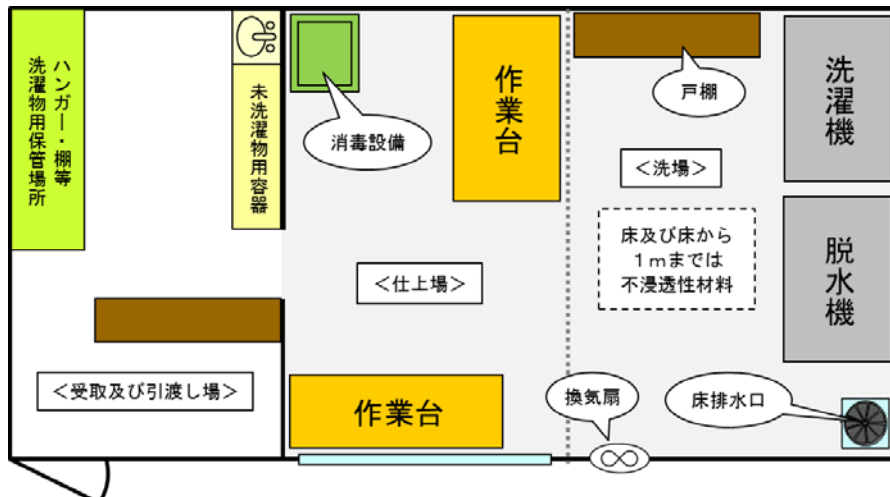 ハンガー・棚等
洗濯物用保管場所
未洗濯物用容器
消毒設備
作業台
戸棚
洗濯機
＜洗場＞
床及び床から
１ｍまでは
不浸透性材料
脱水機
＜仕上場＞
＜受取及び引渡し場＞
作業台
換気扇
床排水口